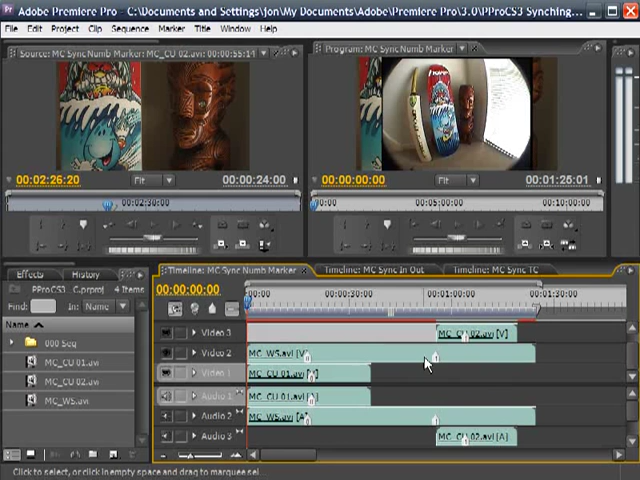 Adobe Premiere Pro - C:\Documents and Settings\jon\My Documents\Adobe\Premiere Pro\3.0\PProCS3 Synching...
File Edit Project Clip Sequence Marker Title Window Help
Source: MC SyncNumb Marker: MC_CU 02.avi: 00:00:55:14
Program: MC SyncNumb Marker
00:02:26:20 Fit 00:00:24:00
00:00:00:00 Fit 00:01:25:01
00:02:30:00
00:00 00:05:00:00 00:10:00:00
Effects History
PProCS3 ...C.prproj 4 Items
Find: In: Name
Name
000 Seq
MC_CU 01.avi
MC_CU 02.avi
MC_WS.avi
Timeline: MC Sync Numb Marker Timeline: MC Sync In Out Timeline: MC Sync TC
00:00:00:00
00:00 00:00:30:00 00:01:00:00 00:01:30:00
Video 3 MC_CU 02.avi [V]
Video 2 MC_WS.avi [V]
Video 1 MC_CU 01.avi [V]
Audio 1 MC_CU 01.avi [A]
Audio 2 MC_WS.avi [A]
Audio 3 MC_CU 02.avi [A]
Click to select, or click in empty space and drag to marquee sel...